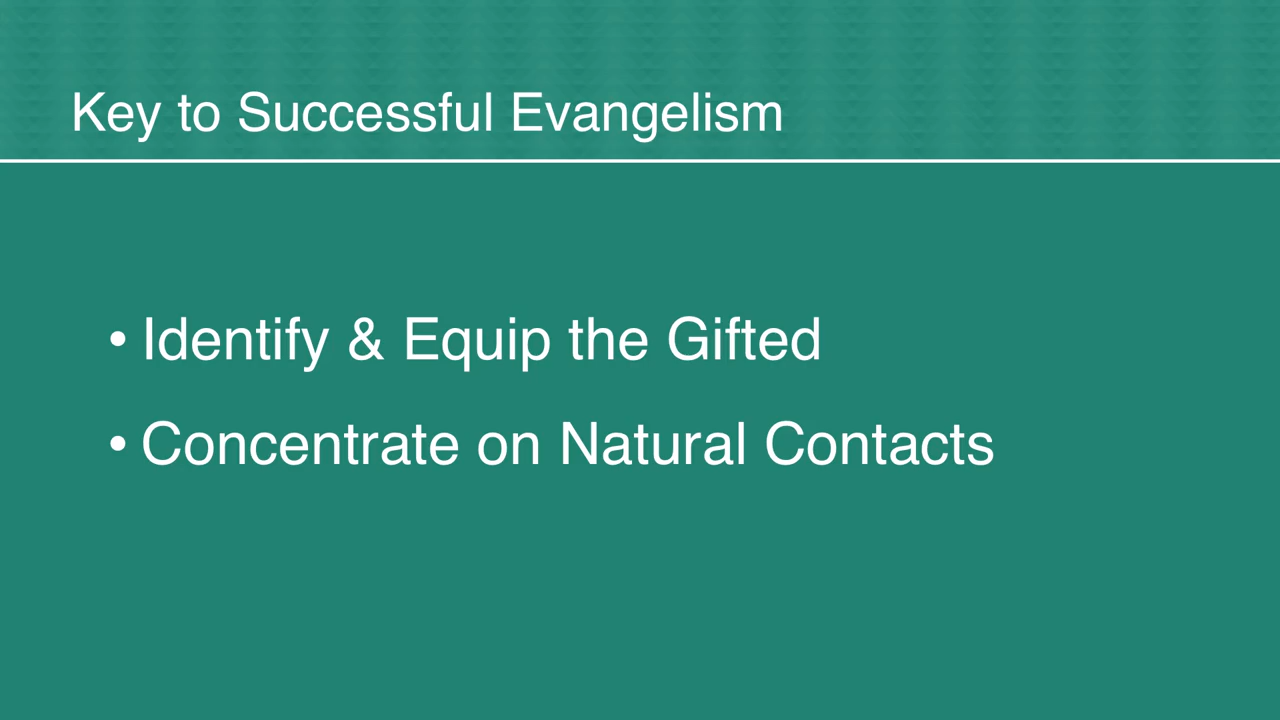 Key to Successful Evangelism
• Identify & Equip the Gifted
• Concentrate on Natural Contacts